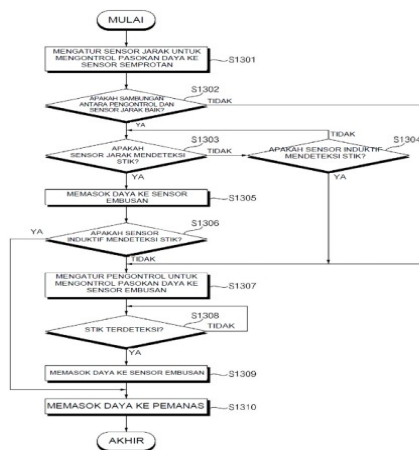 MULAI
MENGATUR SENSOR JARAK UNTUK
MENGONTROL PASOKAN DAYA KE
SENSOR SEMPROTAN
S1301
S1302
APAKAH SAMBUNGAN
ANTARA PENGONTROL DAN
SENSOR JARAK BAIK?
TIDAK
YA
S1303
APAKAH
SENSOR JARAK MENDETEKSI
STIK?
TIDAK
YA
TIDAK
S1304
APAKAH SENSOR INDUKTIF
MENDETEKSI STIK?
YA
MEMASOK DAYA KE SENSOR
EMBUSAN
S1305
S1306
APAKAH SENSOR
INDUKTIF MENDETEKSI STIK?
YA
TIDAK
MENGATUR PENGONTROL UNTUK
MENGONTROL PASOKAN DAYA KE
SENSOR EMBUSAN
S1307
S1308
STIK TERDETEKSI?
TIDAK
YA
MEMASOK DAYA KE SENSOR EMBUSAN
S1309
MEMASOK DAYA KE PEMANAS
S1310
AKHIR